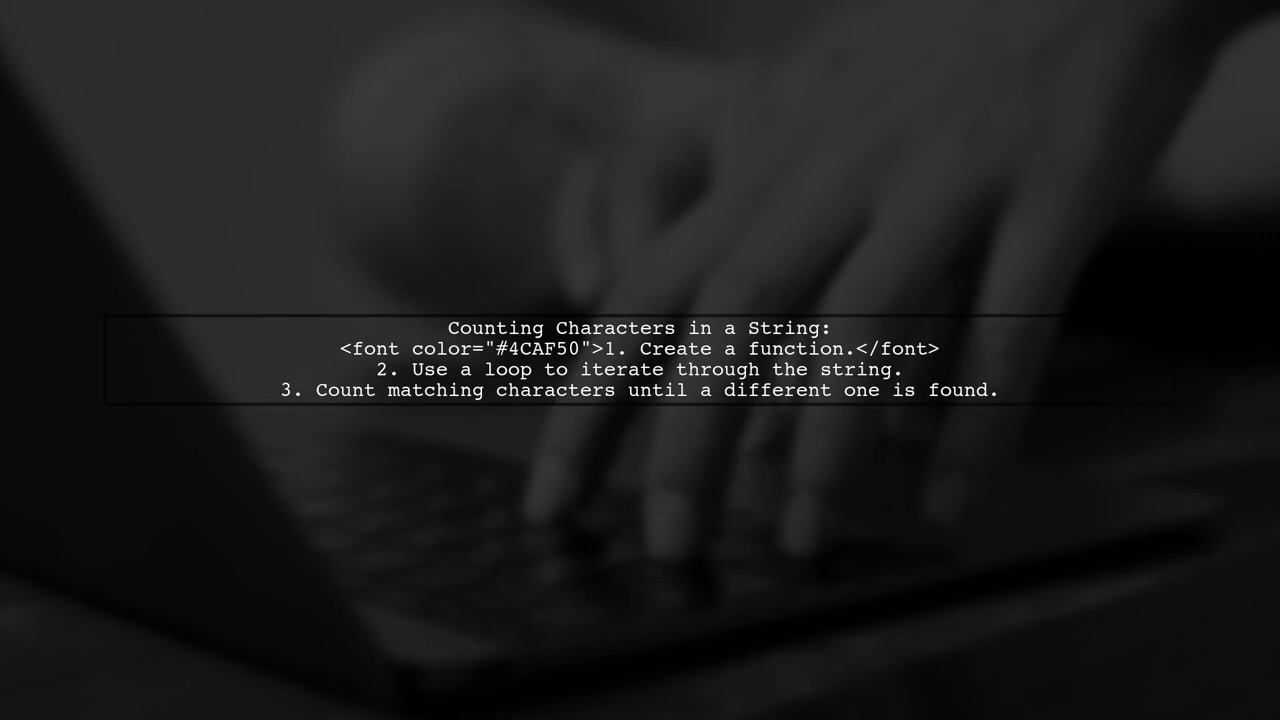 Counting Characters in a String:
<font color="#4CAF50">1. Create a function.</font>
2. Use a loop to iterate through the string.
3. Count matching characters until a different one is found.